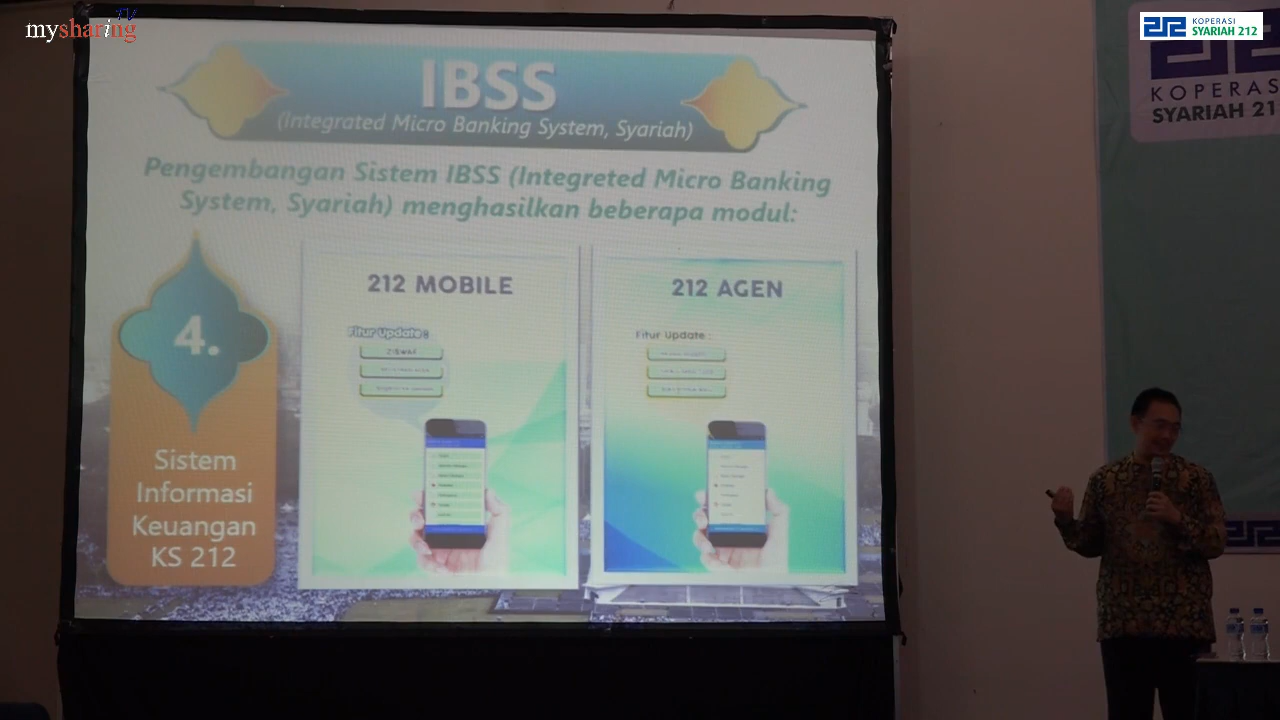 mysharing
TV
KOPERASI
SYARIAH 212
KOPERAS
SYARIAH 21
IBSS
(Integrated Micro Banking System, Syariah)
Pengembangan Sistem IBSS (Integreted Micro Banking
System, Syariah) menghasilkan beberapa modul:
4.
Sistem
Informasi
Keuangan
KS 212
212 MOBILE
Fitur Update :
ZISWAF
212 AGEN
Fitur Update :